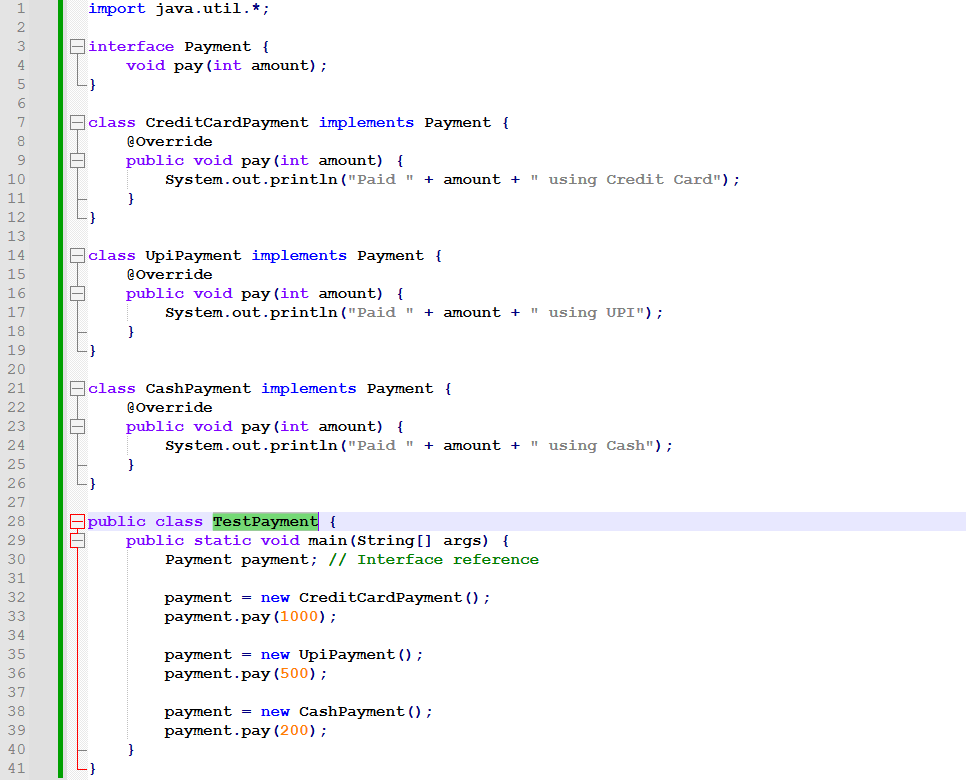 1 import java.util.*;
2
3 interface Payment {
4     void pay(int amount);
5 }
6
7 class CreditCardPayment implements Payment {
8     @Override
9     public void pay(int amount) {
10         System.out.println("Paid " + amount + " using Credit Card");
11     }
12 }
13
14 class UpiPayment implements Payment {
15     @Override
16     public void pay(int amount) {
17         System.out.println("Paid " + amount + " using UPI");
18     }
19 }
20
21 class CashPayment implements Payment {
22     @Override
23     public void pay(int amount) {
24         System.out.println("Paid " + amount + " using Cash");
25     }
26 }
27
28 public class TestPayment {
29     public static void main(String[] args) {
30         Payment payment; // Interface reference
31
32         payment = new CreditCardPayment();
33         payment.pay(1000);
34
35         payment = new UpiPayment();
36         payment.pay(500);
37
38         payment = new CashPayment();
39         payment.pay(200);
40     }
41 }